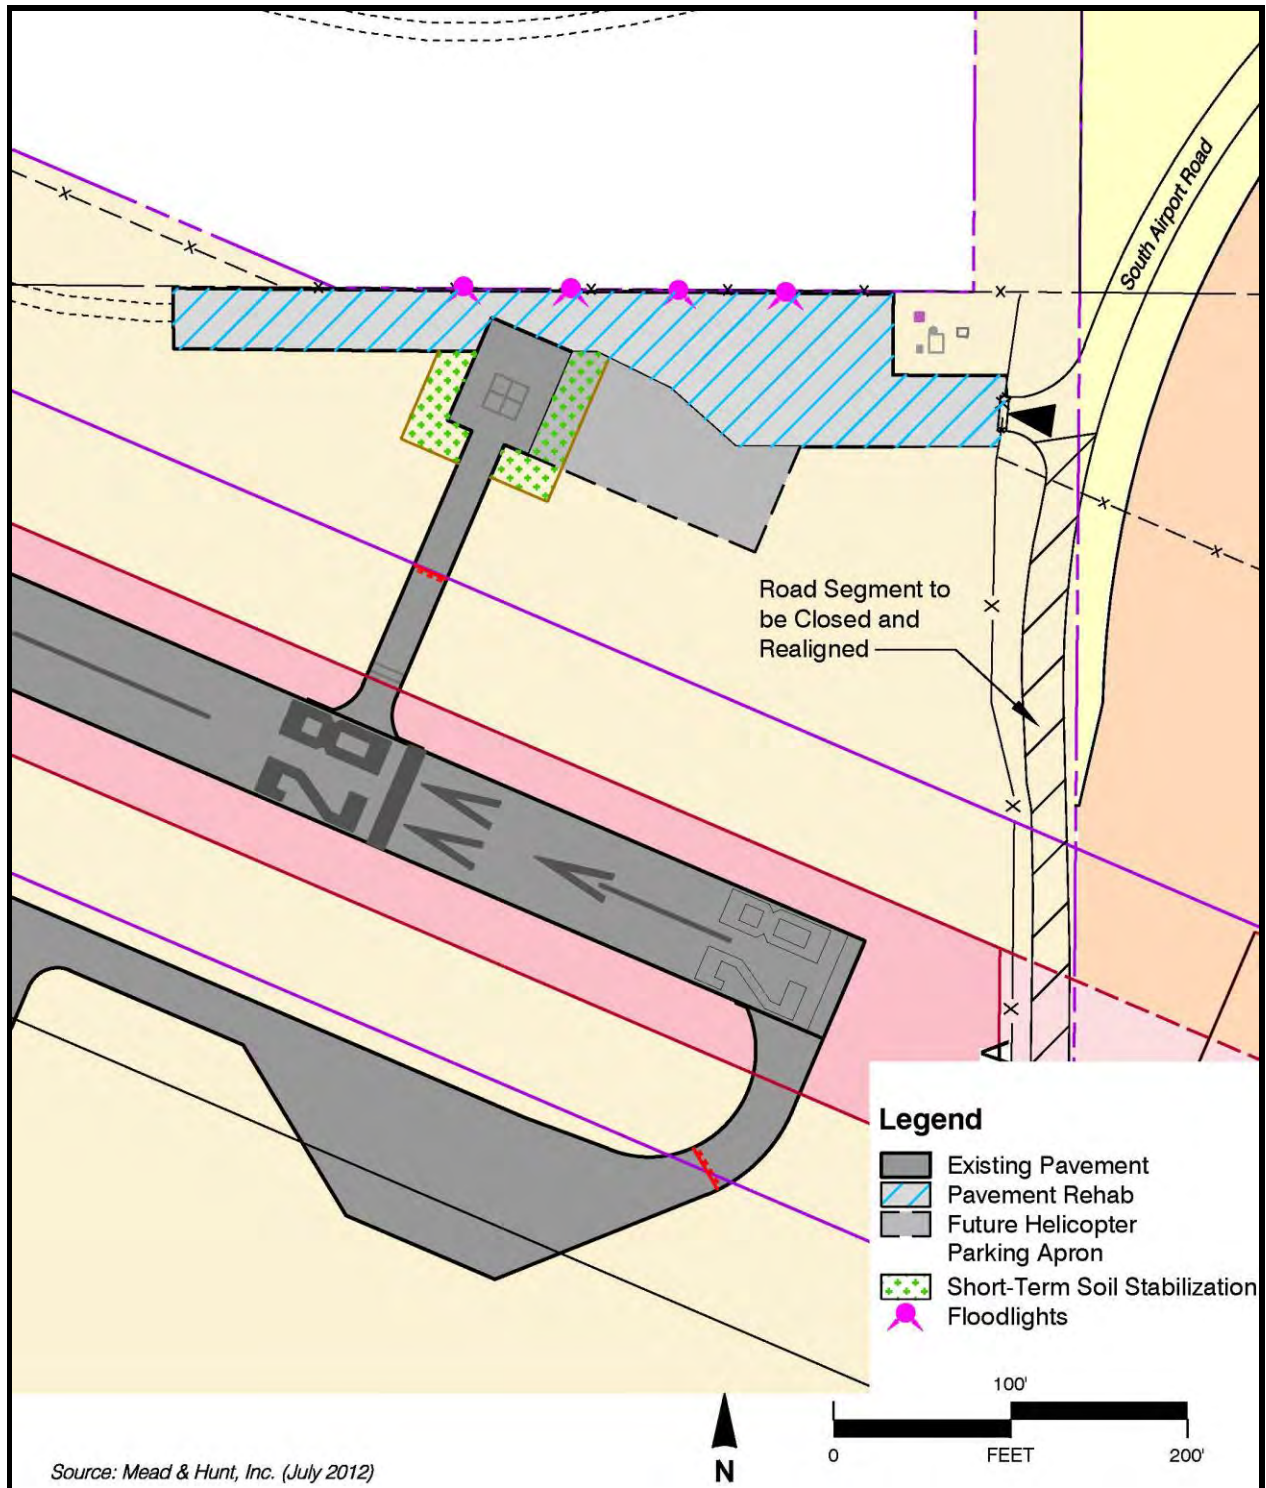 South Airport Road
Road Segment to
be Closed and
Realigned
28
28
A
Legend
Existing Pavement
Pavement Rehab
Future Helicopter
Parking Apron
Short-Term Soil Stabilization
Floodlights
100'
0 FEET 200'
N
Source: Mead & Hunt, Inc. (July 2012)